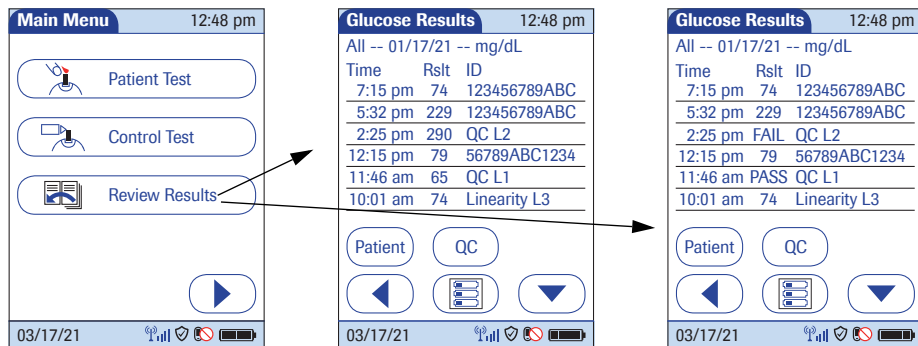 Main Menu 12:48 pm
Patient Test
Control Test
Review Results
03/17/21
Glucose Results 12:48 pm
All -- 01/17/21 -- mg/dL
Time Rslt ID
7:15 pm 74 123456789ABC
5:32 pm 229 123456789ABC
2:25 pm 290 QC L2
12:15 pm 79 56789ABC1234
11:46 am 65 QC L1
10:01 am 74 Linearity L3
Patient QC
03/17/21
Glucose Results 12:48 pm
All -- 01/17/21 -- mg/dL
Time Rslt ID
7:15 pm 74 123456789ABC
5:32 pm 229 123456789ABC
2:25 pm FAIL QC L2
12:15 pm 79 56789ABC1234
11:46 am PASS QC L1
10:01 am 74 Linearity L3
Patient QC
03/17/21